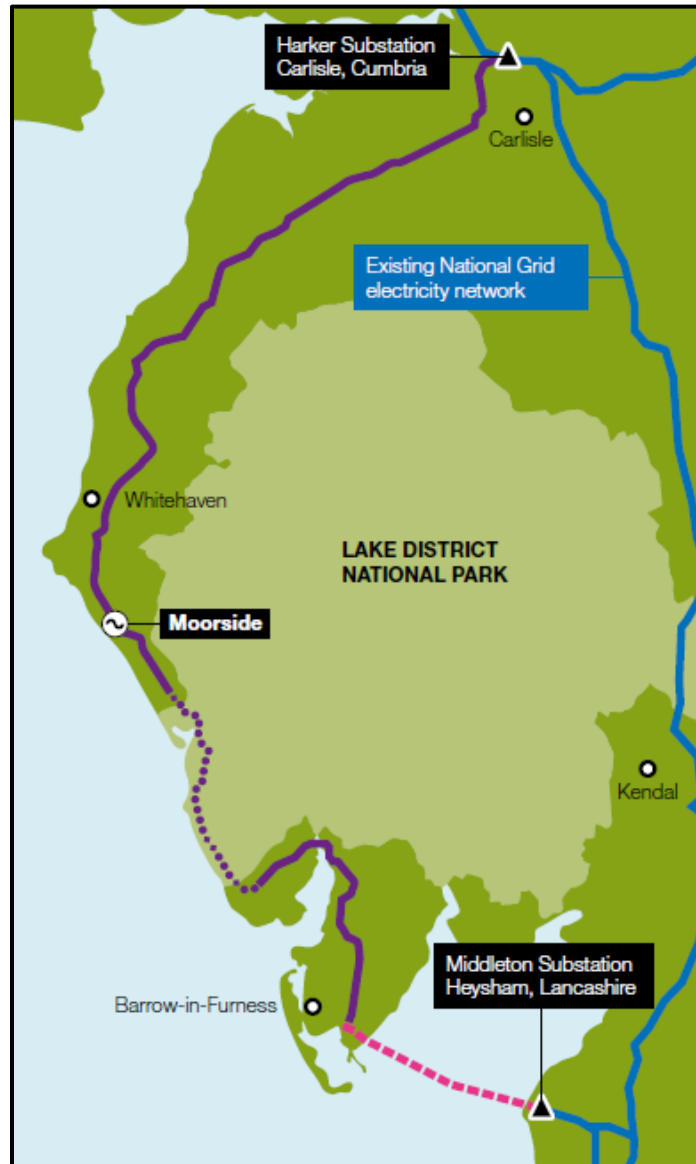 Harker Substation
Carlisle, Cumbria
Carlisle
Existing National Grid
electricity network
Whitehaven
LAKE DISTRICT
NATIONAL PARK
Moorside
Kendal
Middleton Substation
Heysham, Lancashire
Barrow-in-Furness